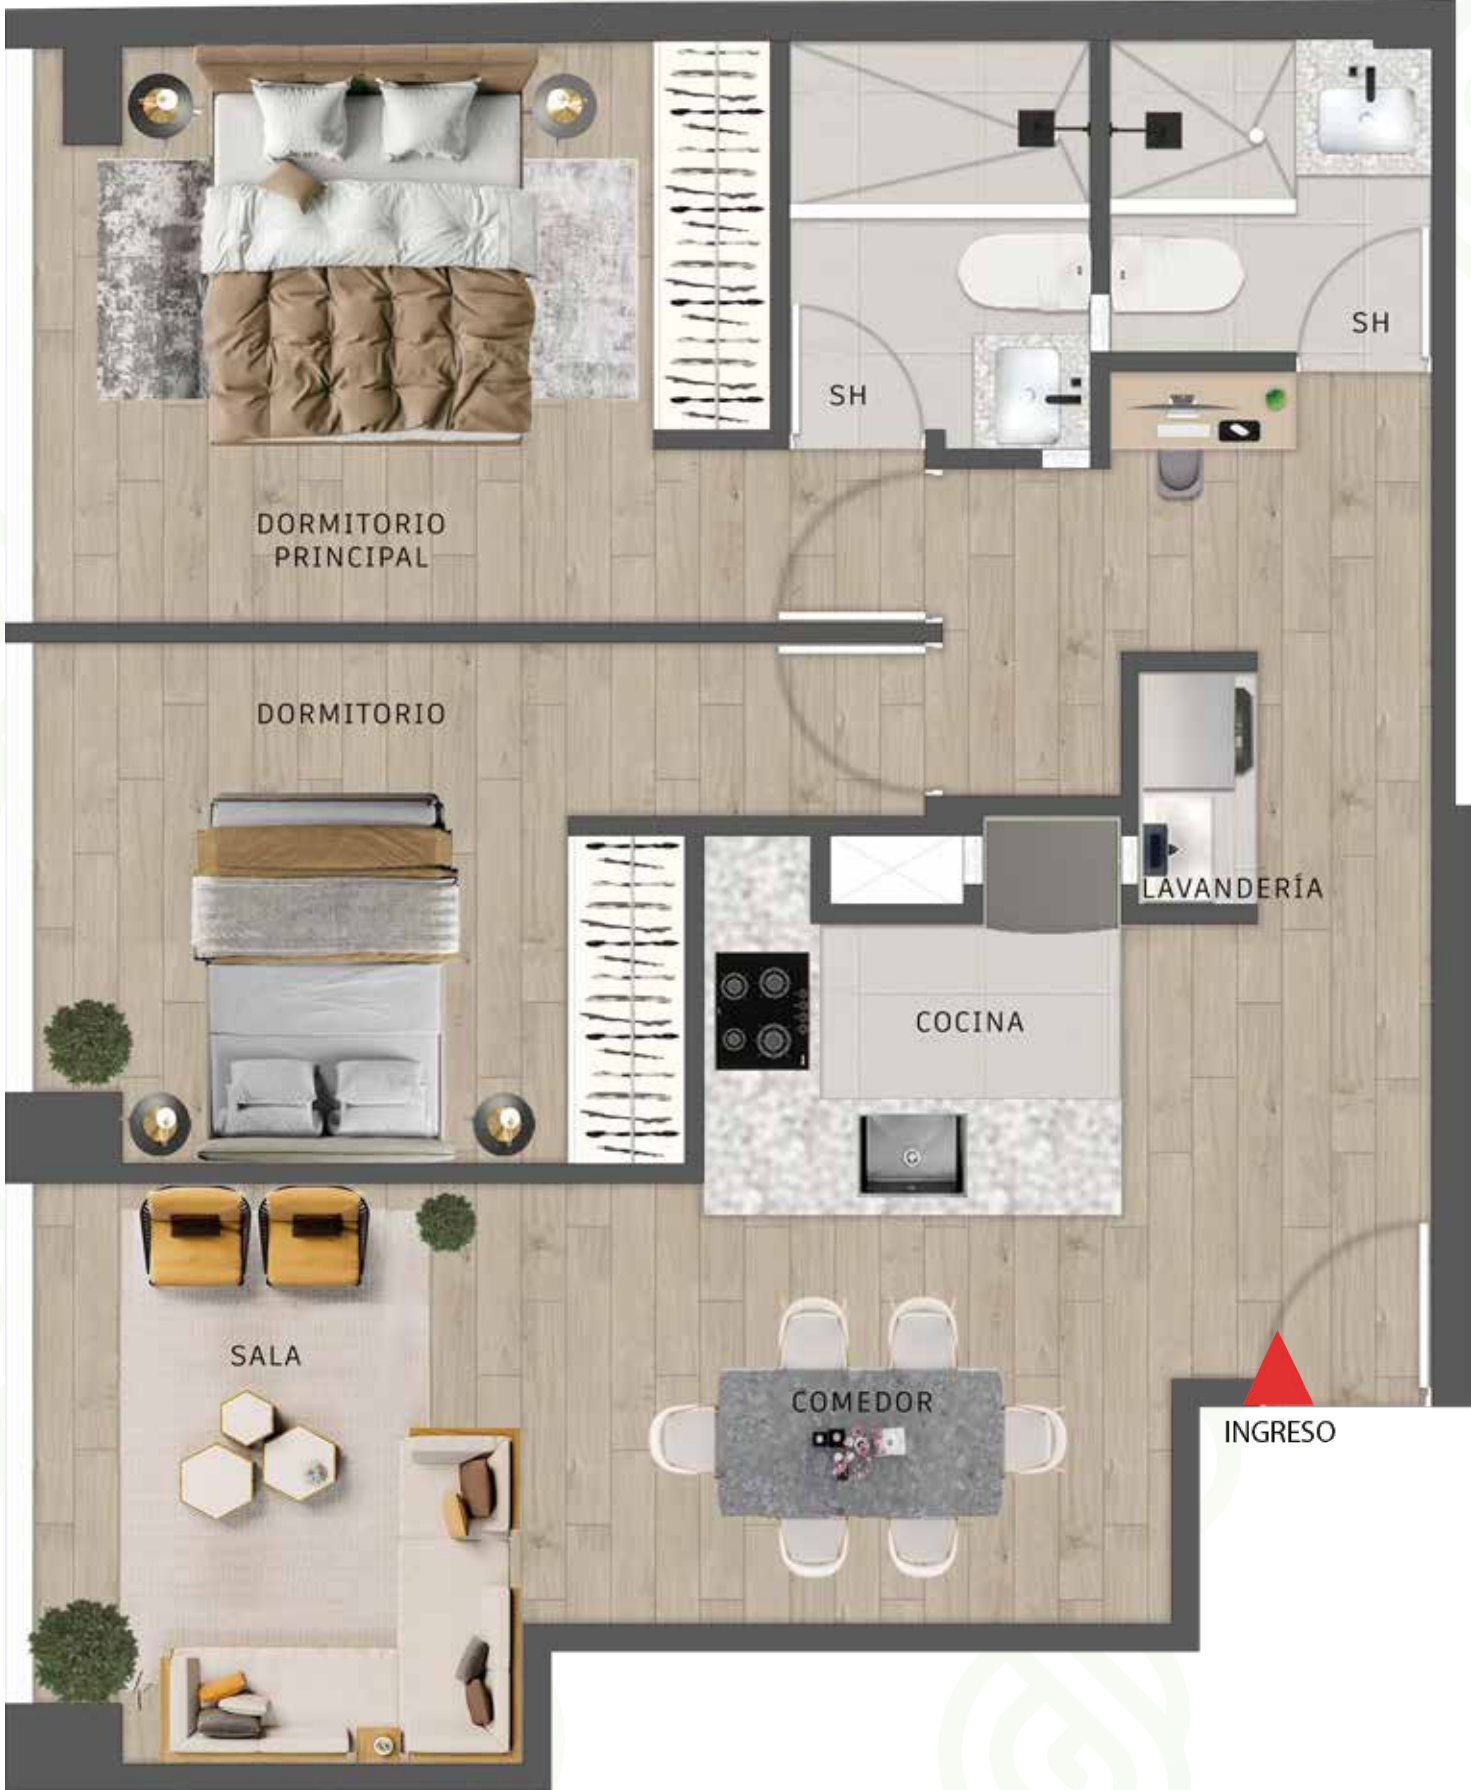 SH
SH
DORMITORIO
PRINCIPAL
DORMITORIO
LAVANDERÍA
COCINA
SALA
COMEDOR
INGRESO